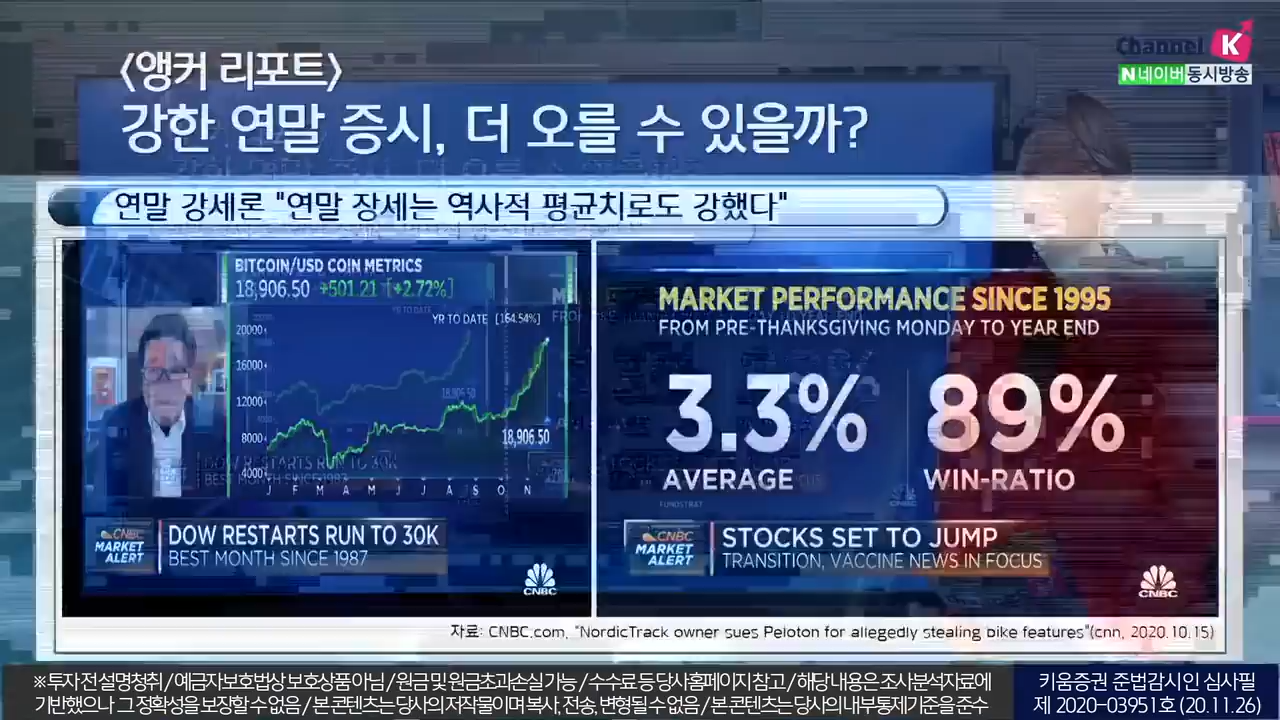 Channel K
N 네이버 동시방송
〈앵커 리포트〉
강한 연말 증시, 더 오를 수 있을까?
연말 강세론 "연말 장세는 역사적 평균치로도 강했다"
BITCOIN/USD COIN METRICS
18,906.50 +501.21 [+2.72%]
YR TO DATE [164.54%]
20000
16000
12000
8000
4000
18,906.50
J F M A M J J A S O N
CNBC
MARKET
ALERT
DOW RESTARTS RUN TO 30K
BEST MONTH SINCE 1987
CNBC
MARKET PERFORMANCE SINCE 1995
FROM PRE-THANKSGIVING MONDAY TO YEAR END
3.3% 89%
AVERAGE WIN-RATIO
FUNDSTRAT
CNBC
MARKET
ALERT
STOCKS SET TO JUMP
TRANSITION, VACCINE NEWS IN FOCUS
CNBC
자료: CNBC.com, "NordicTrack owner sues Peloton for allegedly stealing bike features"(cnn, 2020.10.15)
※ 투자 전 설명청취 / 예금자보호법상 보호상품 아님 / 원금 및 원금초과손실 가능 / 수수료 등 당사 홈페이지 참고 / 해당 내용은 조사분석자료에
기반했으나 그 정확성을 보장할 수 없음 / 본 콘텐츠는 당사의 저작물이며 복사, 전송, 변형될 수 없음 / 본 콘텐츠는 당사의 내부통제기준을 준수
키움증권 준법감시인 심사필
제 2020-03951호 (20.11.26)